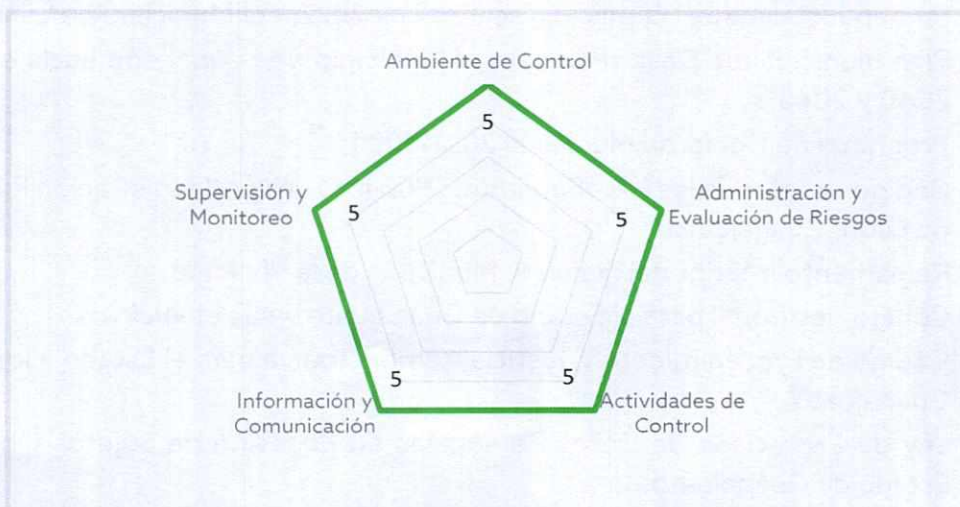 Ambiente de Control
5
Supervisión y
Monitoreo
5
5
Administración y
Evaluación de Riesgos
5
5
Información y
Comunicación
Actividades de
Control